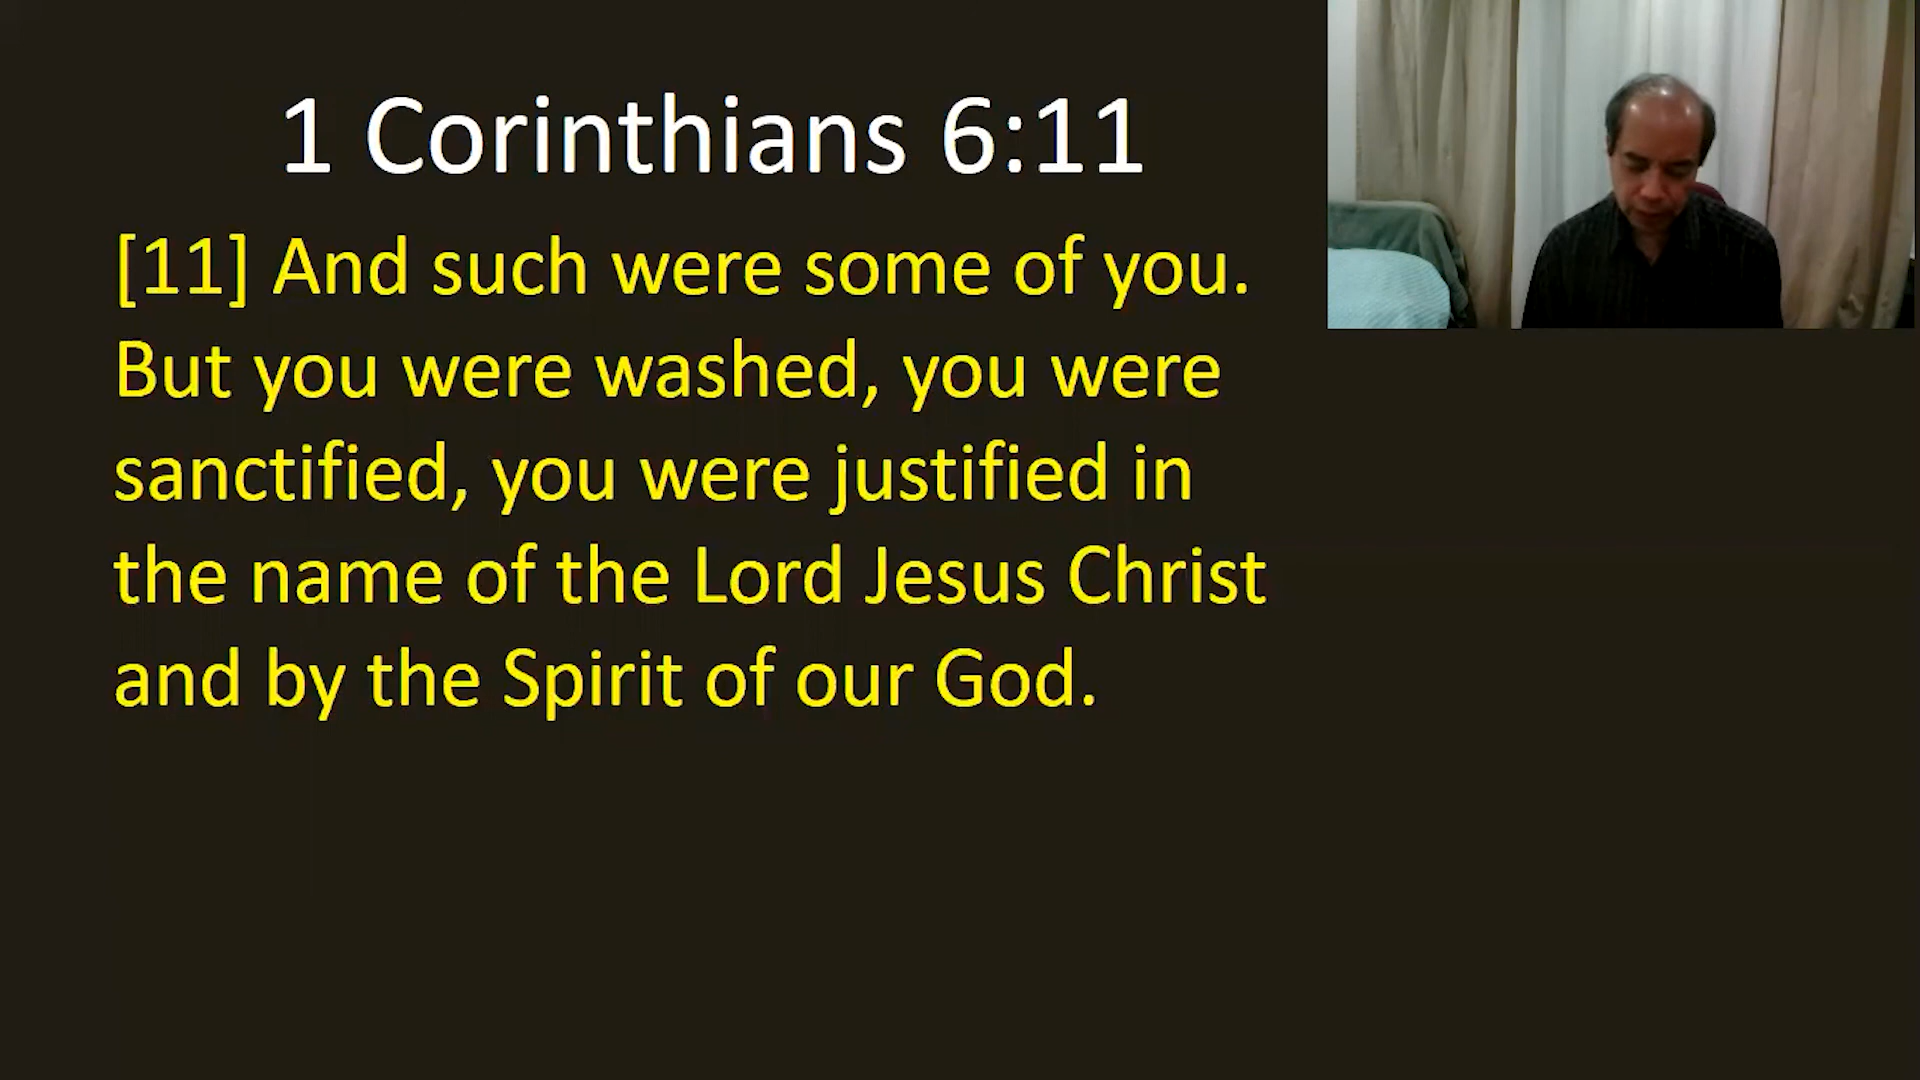 1 Corinthians 6:11
[11] And such were some of you.
But you were washed, you were
sanctified, you were justified in
the name of the Lord Jesus Christ
and by the Spirit of our God.